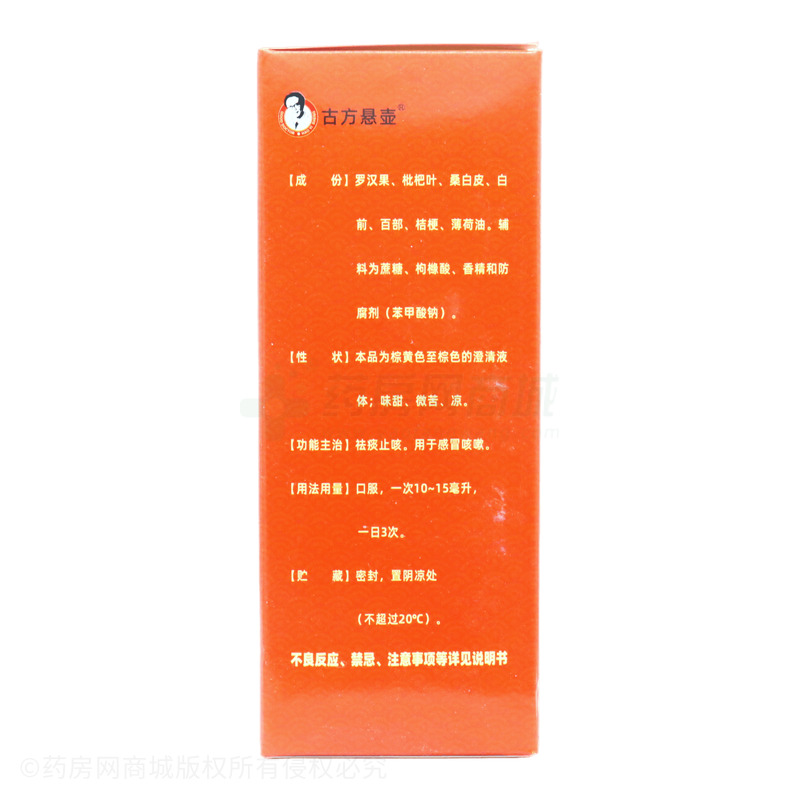 古方悬壶®
【成 份】罗汉果、枇杷叶、桑白皮、白
前、百部、桔梗、薄荷油。辅
料为蔗糖、枸橼酸、香精和防
腐剂（苯甲酸钠）。
【性 状】本品为棕黄色至棕色的澄清液
体；味甜、微苦、凉。
【功能主治】祛痰止咳。用于感冒咳嗽。
【用法用量】口服，一次10~15毫升，
一日3次。
【贮 藏】密封，置阴凉处
（不超过20℃）。
不良反应、禁忌、注意事项等详见说明书
药房网商城
©药房网商城版权所有侵权必究